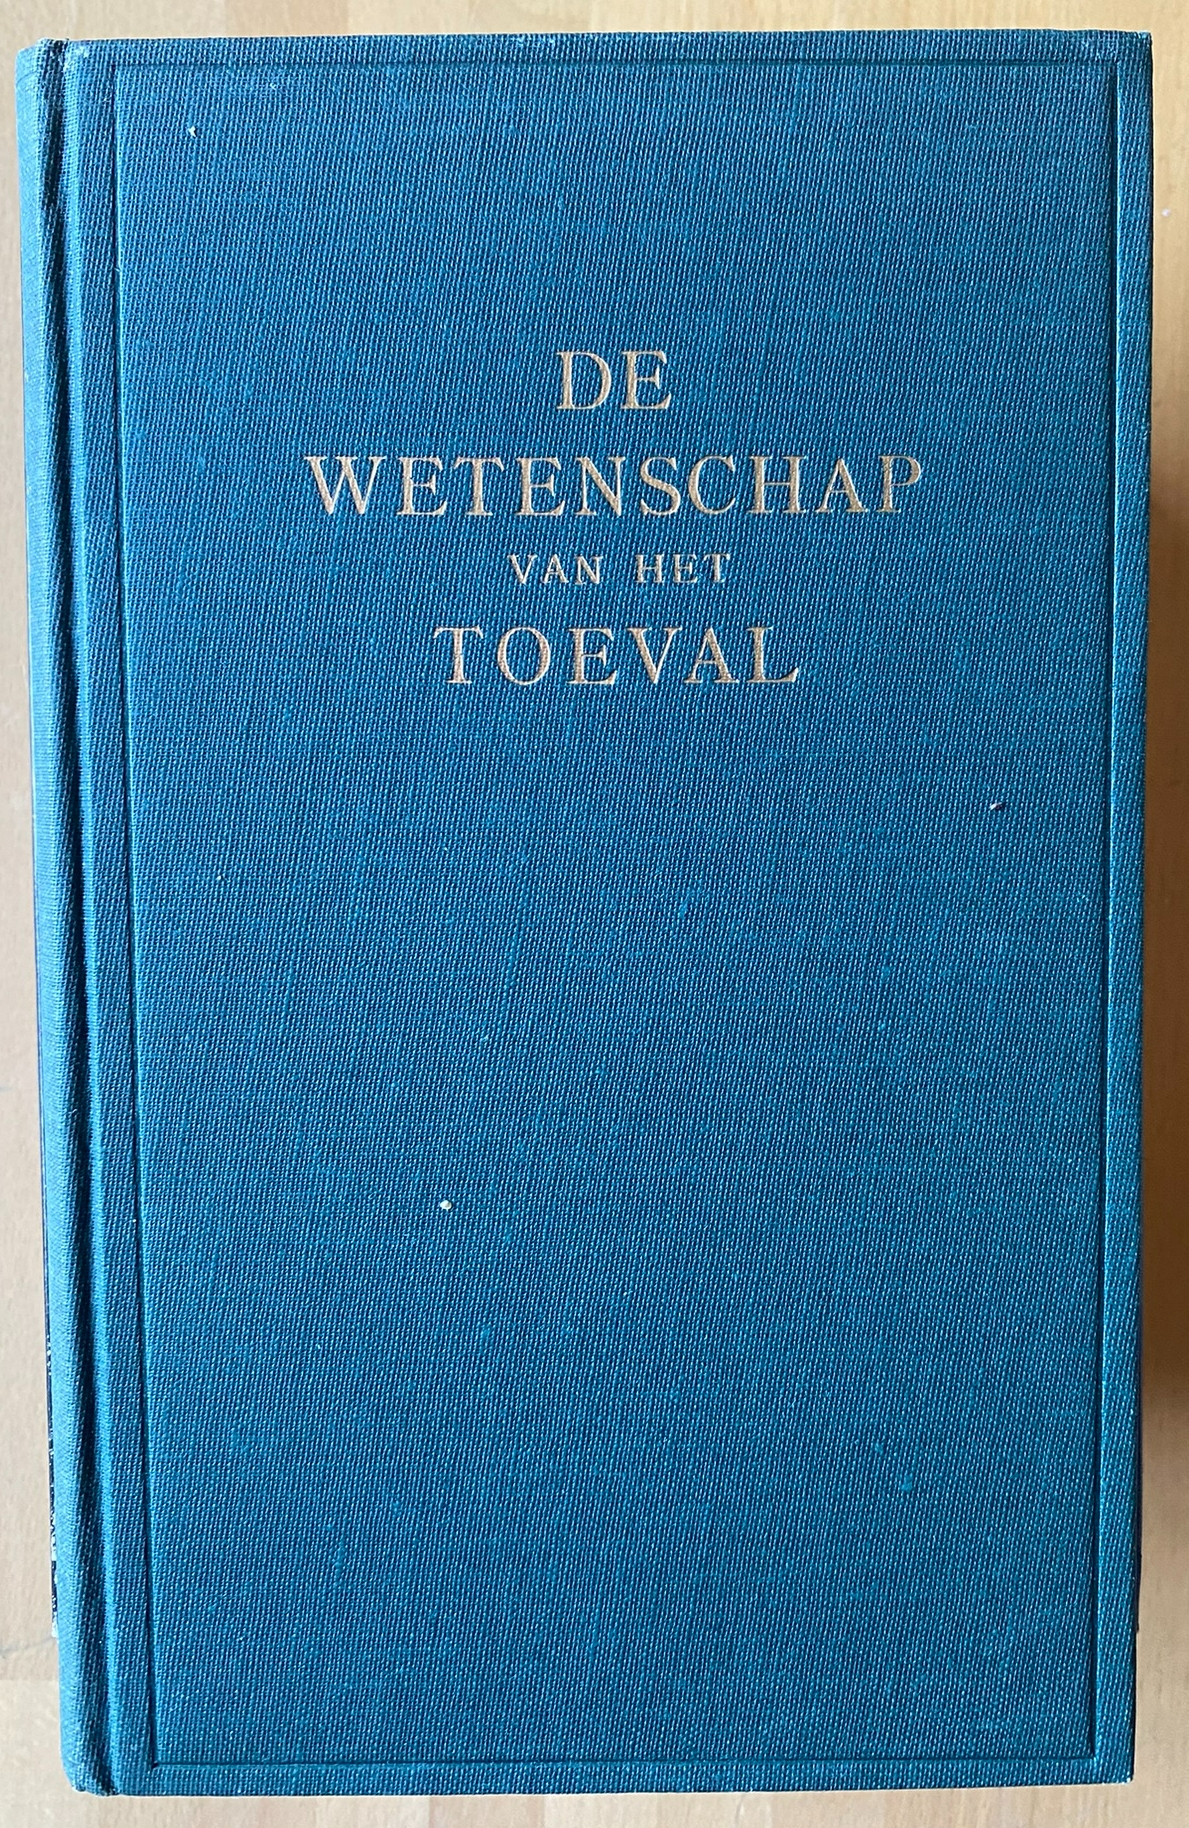 DE
WETENSCHAP
VAN HET
TOEVAL